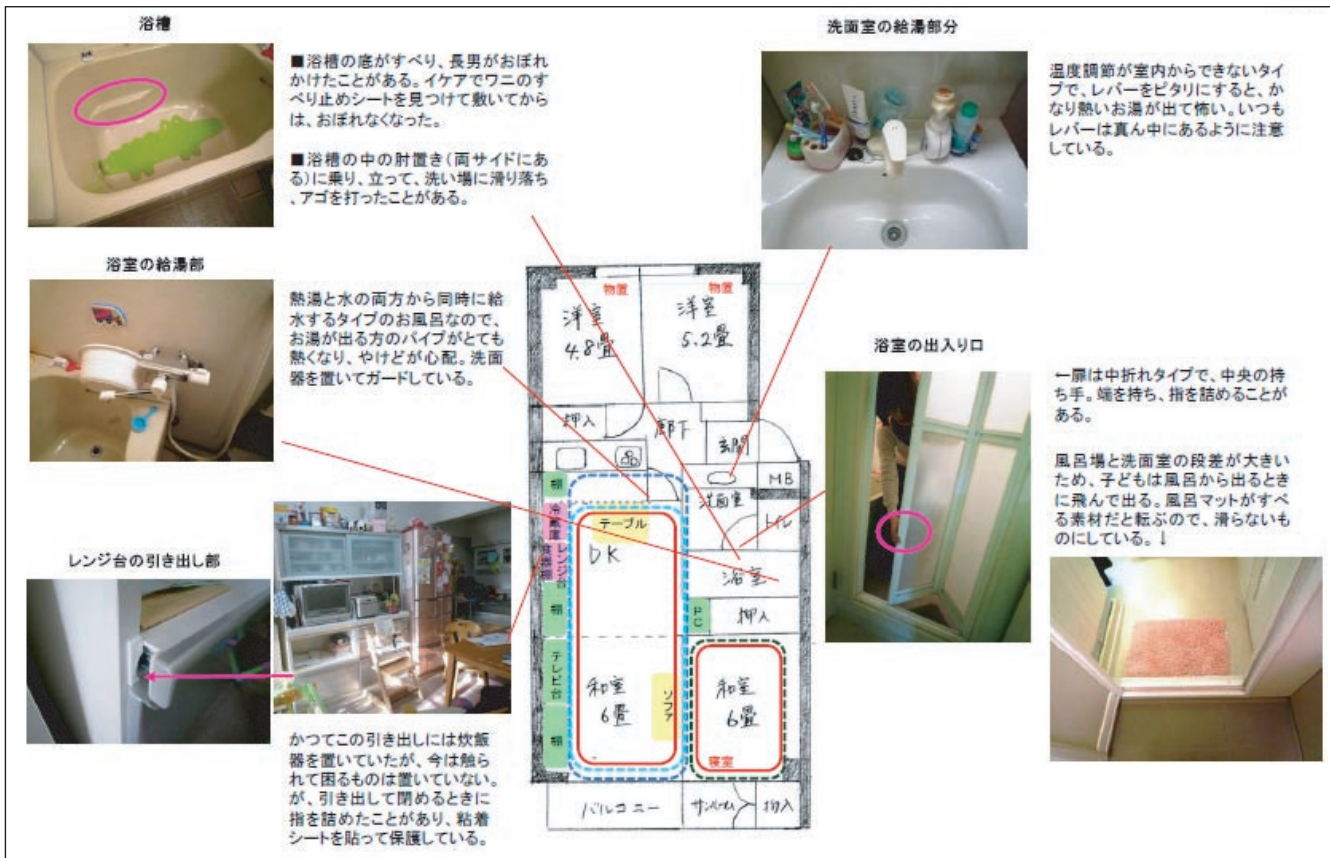 浴槽
■浴槽の底がすべり、長男がおぼれ
かけたことがある。イケアでワニのす
べり止めシートを見つけて敷いてから
は、おぼれなくなった。
■浴槽の中の肘置き(両サイドにあ
る)に乗り、立って、洗い場に滑り落ち
、アゴを打ったことがある。
洗面室の給湯部分
温度調節が室内からできないタイ
プで、レバーをピタリにすると、か
なり熱いお湯が出て怖い。いつも
レバーは真ん中にあるように注意
している。
浴室の給湯部
熱湯と水の両方から同時に給
水するタイプのお風呂なので、
お湯が出る方のパイプがとても
熱くなり、やけどが心配。洗面
器を置いてガードしている。
浴室の出入り口
←扉は中折れタイプで、中央の持
ち手。端を持ち、指を詰めることが
ある。
風呂場と洗面室の段差が大きい
ため、子どもは風呂から出るとき
に飛んで出る。風呂マットがすべ
る素材だと転ぶので、滑らないも
のにしている。↓
レンジ台の引き出し部
かつてこの引き出しには炊飯
器を置いていたが、今は触ら
れて困るものは置いていない。
が、引き出して閉めるときに
指を詰めたことがあり、粘着
シートを貼って保護している。
物置
洋室
4.8畳
物置
洋室
5.2畳
押入
廊下
玄関
MB
洗面室
トイレ
棚
冷蔵庫
レンジ台
テーブル
DK
浴室
棚
PC
押入
テレビ台
和室
6畳
ソファ
棚
和室
6畳
寝室
バルコニー
サンルーム
物入